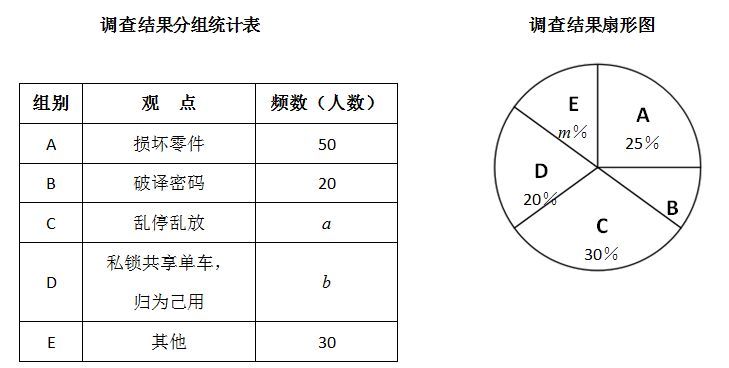 调查结果分组统计表
组别 观 点 频数（人数）
A 损坏零件 50
B 破译密码 20
C 乱停乱放 a
D 私锁共享单车， b
归为己用
E 其他 30
调查结果扇形图
E
m%
A
25%
D
20%
B
C
30%